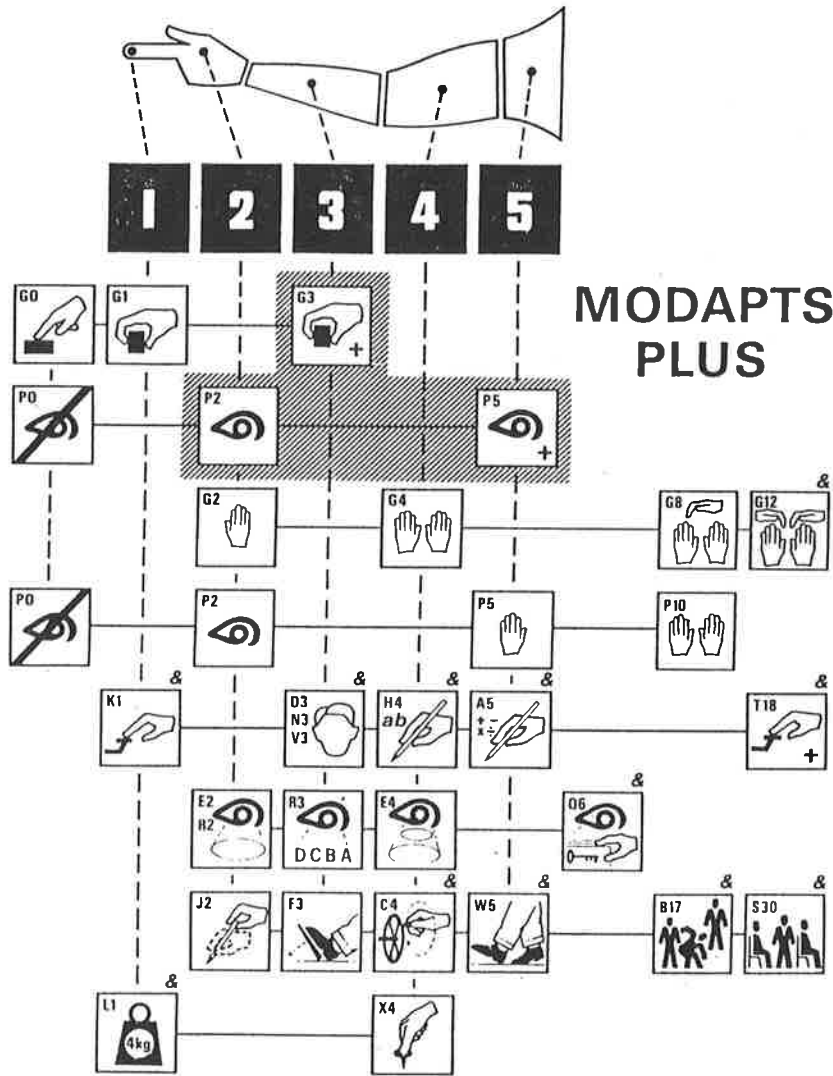 1 2 3 4 5
MODAPTS
PLUS
G0 G1 G3
+
P0 P2 P5
+
&
G2 G4 G8 G12
P0 P2 P5 P10
& & & & &
K1 D3 H4 A5 T18
N3 ab + −
V3 × ÷
+
&
E2 R3 E4 06
R2
DCBA
& & & &
J2 F3 C4 W5 B17 S30
&
L1 X4
4kg